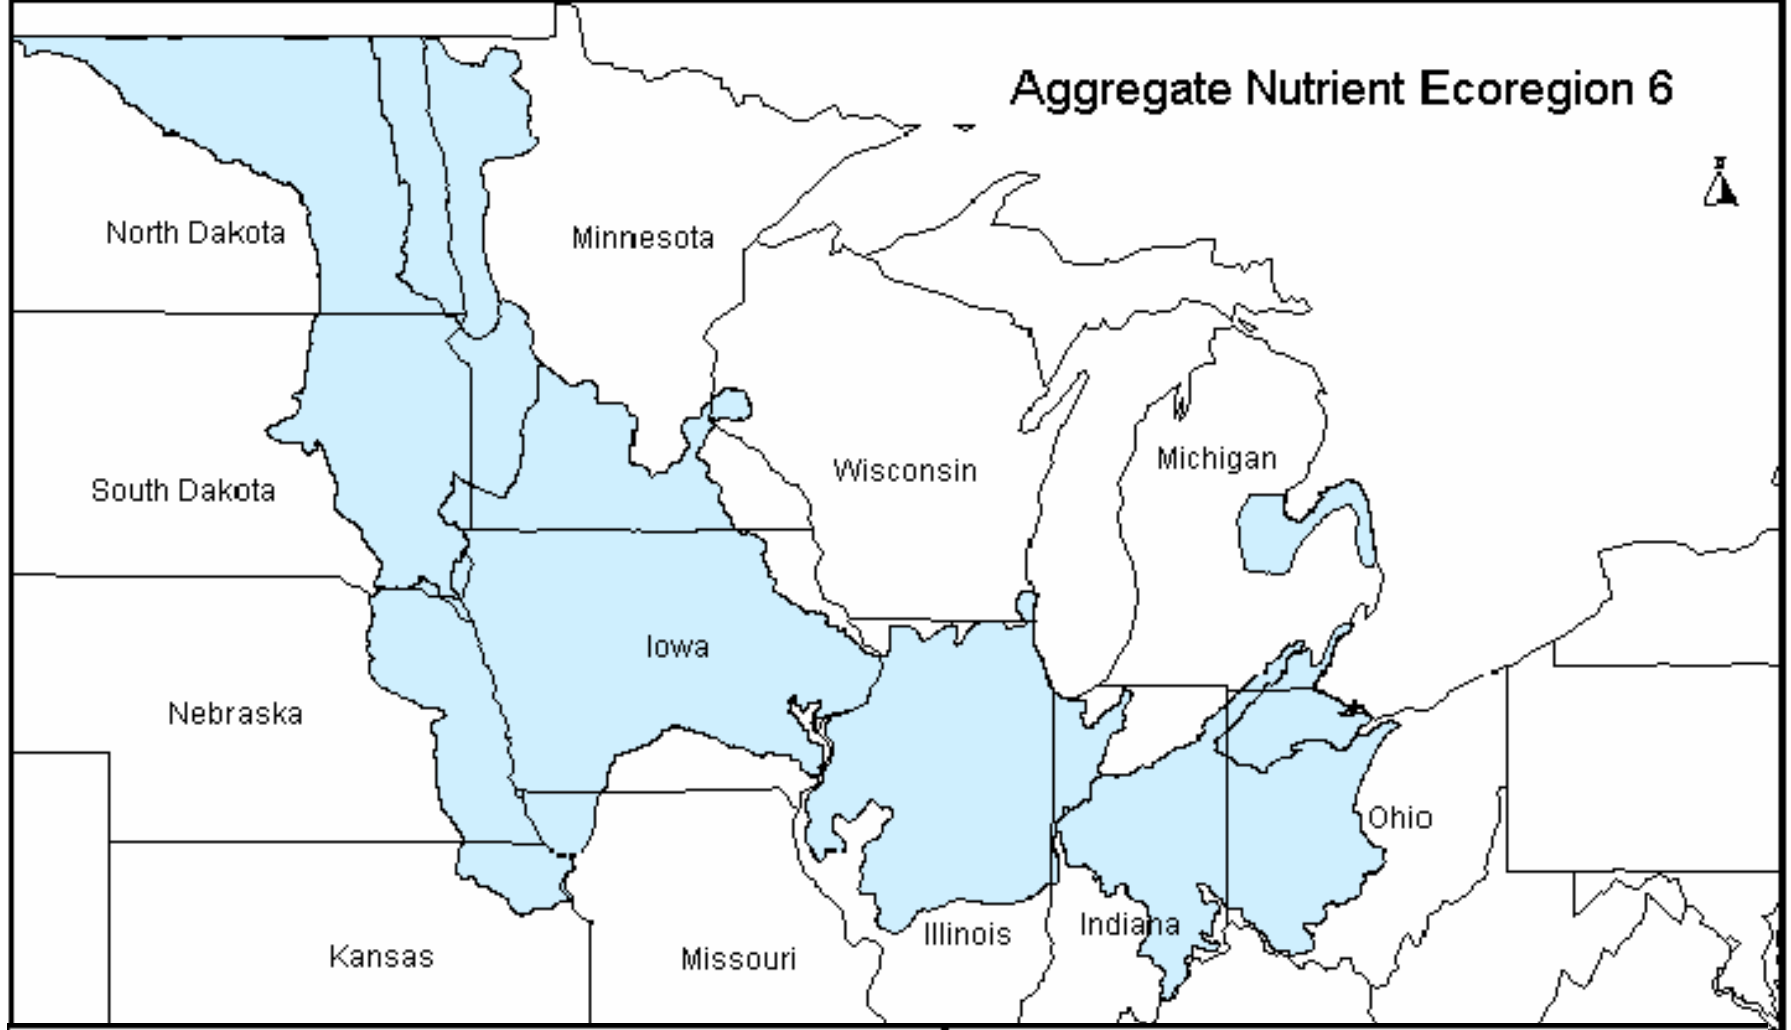 Aggregate Nutrient Ecoregion 6
N
North Dakota
Minnesota
Wisconsin
Michigan
South Dakota
Iowa
Nebraska
Ohio
Illinois
Indiana
Kansas
Missouri